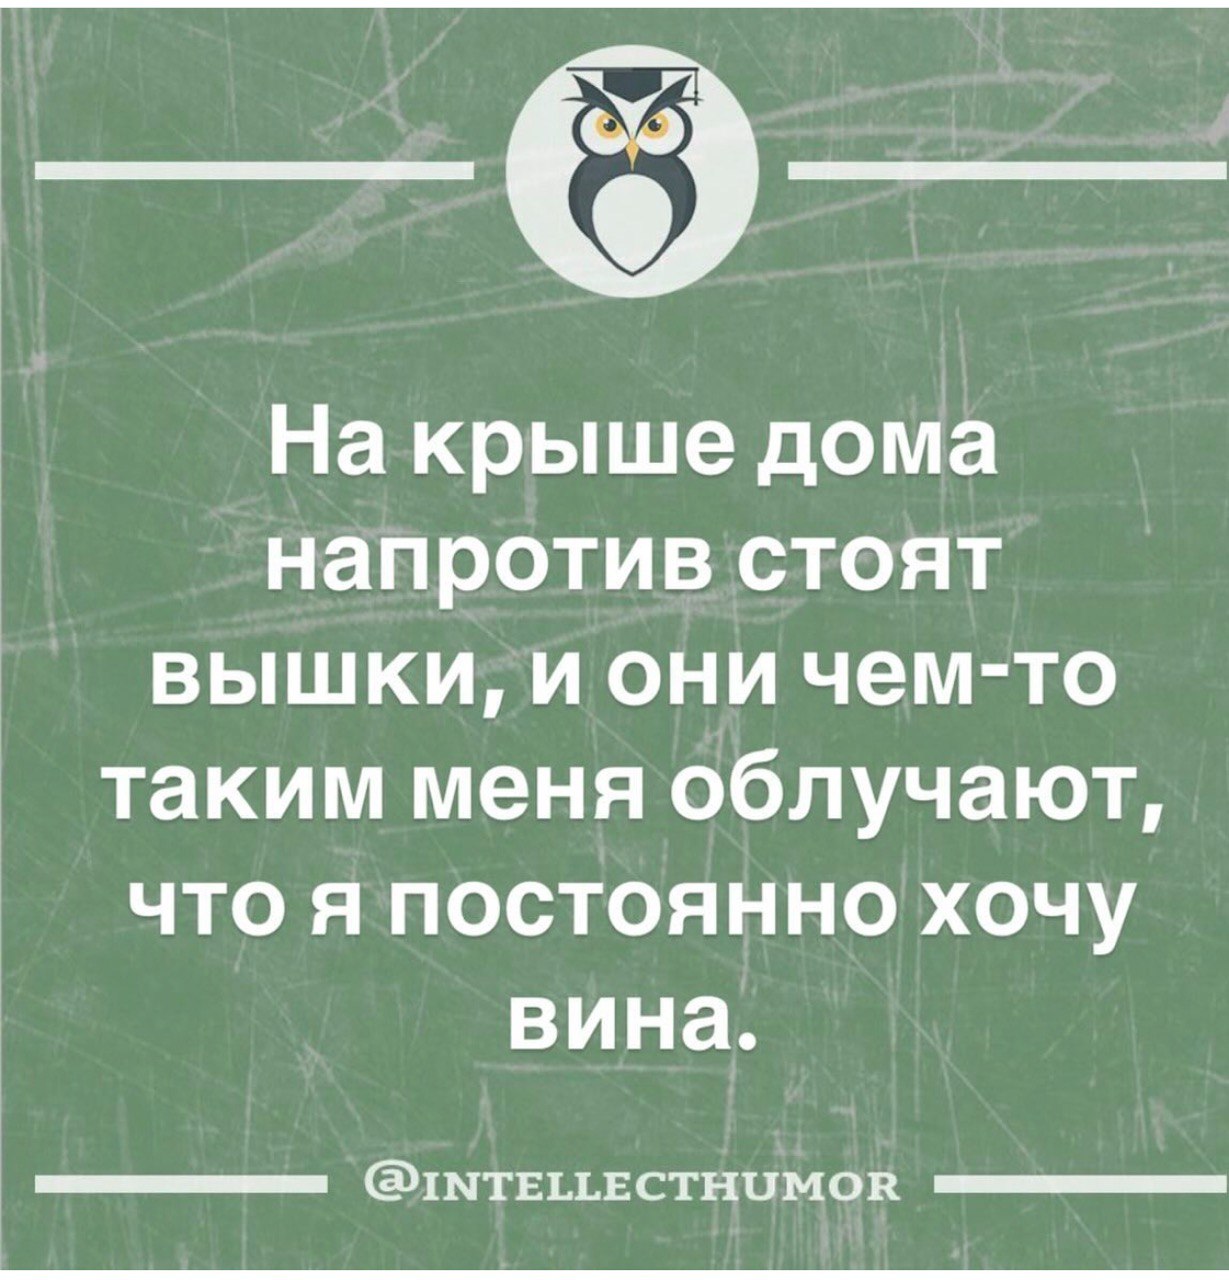 На крыше дома
напротив стоят
вышки, и они чем-то
таким меня облучают,
что я постоянно хочу
вина.
@INTELLECTHUMOR